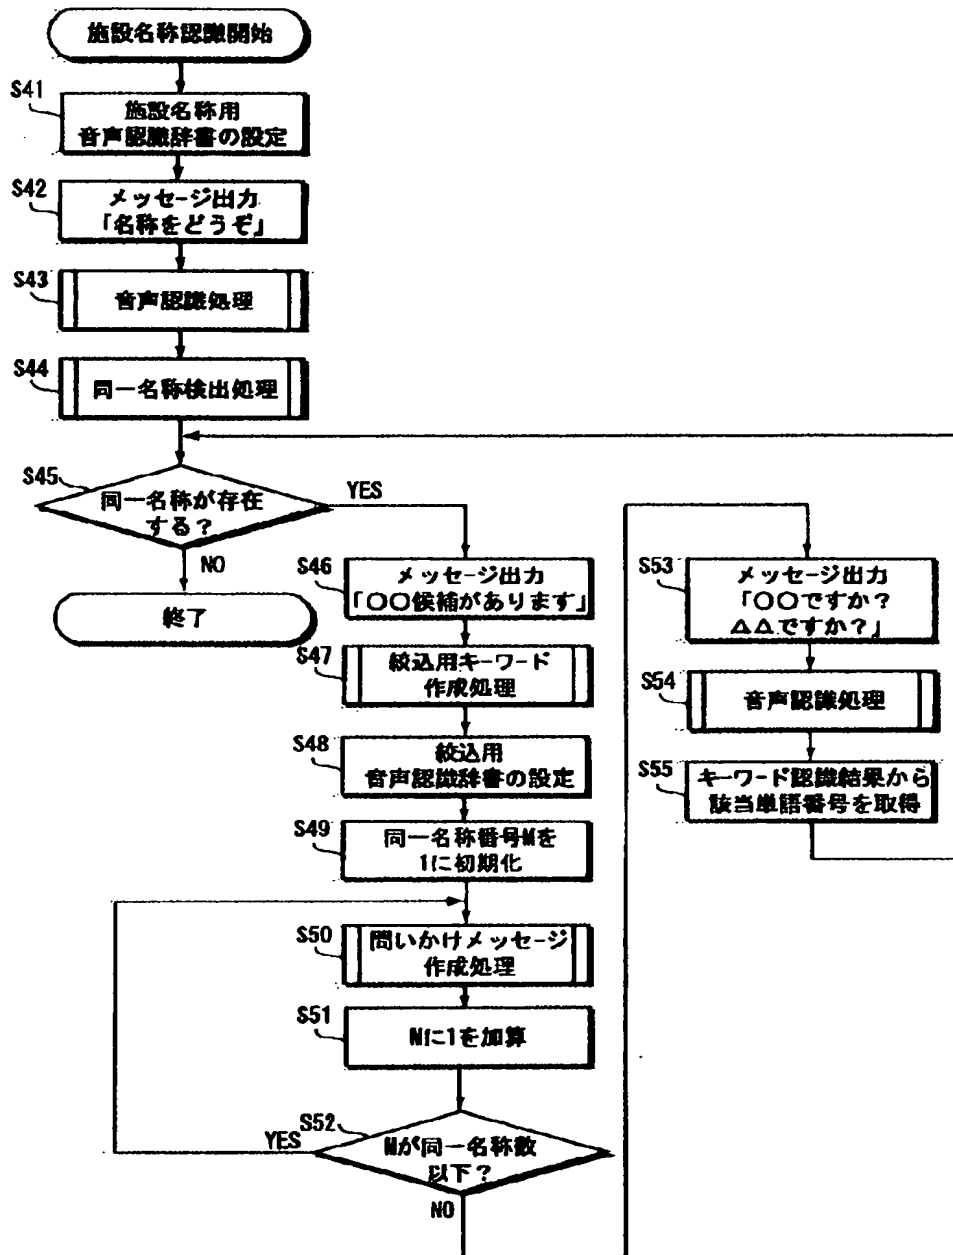 施設名称認識開始
S41
施設名称用
音声認識辞書の設定
S42
メッセージ出力
「名称をどうぞ」
S43
音声認識処理
S44
同一名称検出処理
S45
同一名称が存在
する？
YES
NO
終了
S46
メッセージ出力
「〇〇候補があります」
S47
絞込用キーワード
作成処理
S48
絞込用
音声認識辞書の設定
S49
同一名称番号Mを
1に初期化
S50
問いかけメッセージ
作成処理
S51
Mに1を加算
S52
Mが同一名称数
以下？
YES
NO
S53
メッセージ出力
「〇〇ですか？
△△ですか？」
S54
音声認識処理
S55
キーワード認識結果から
該当単語番号を取得